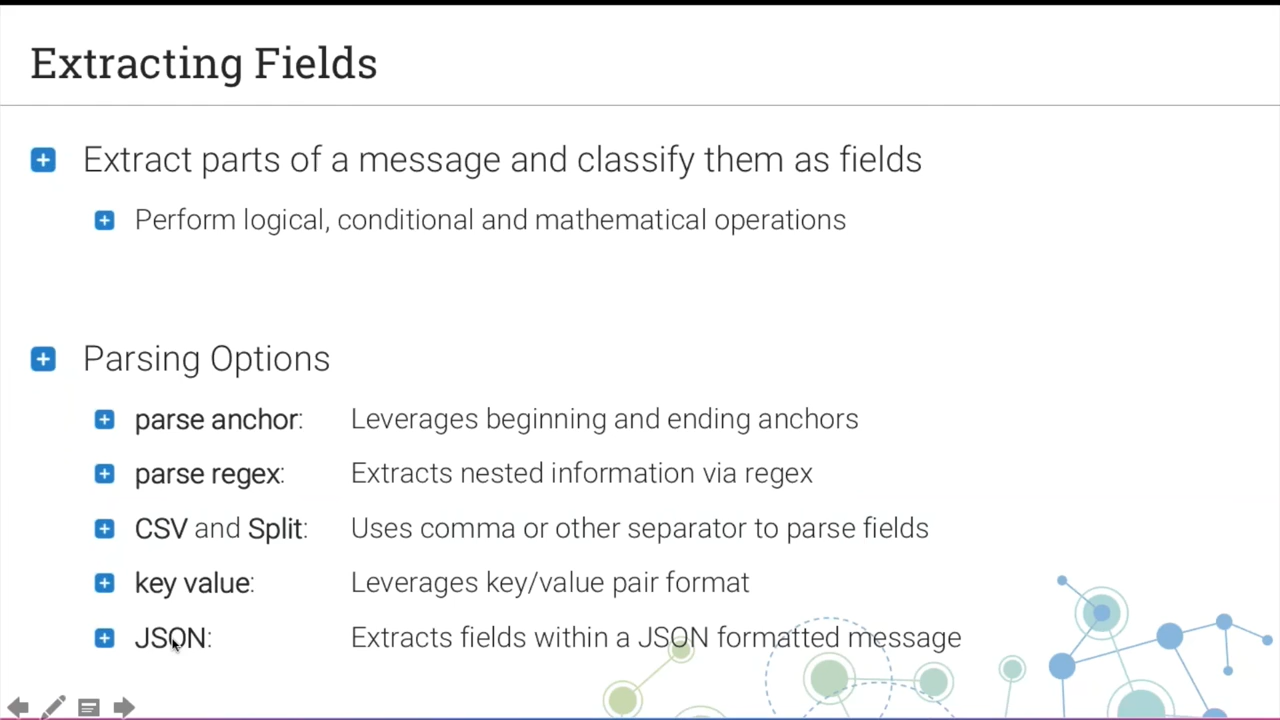 Extracting Fields
Extract parts of a message and classify them as fields
Perform logical, conditional and mathematical operations
Parsing Options
parse anchor: Leverages beginning and ending anchors
parse regex: Extracts nested information via regex
CSV and Split: Uses comma or other separator to parse fields
key value: Leverages key/value pair format
JSON: Extracts fields within a JSON formatted message